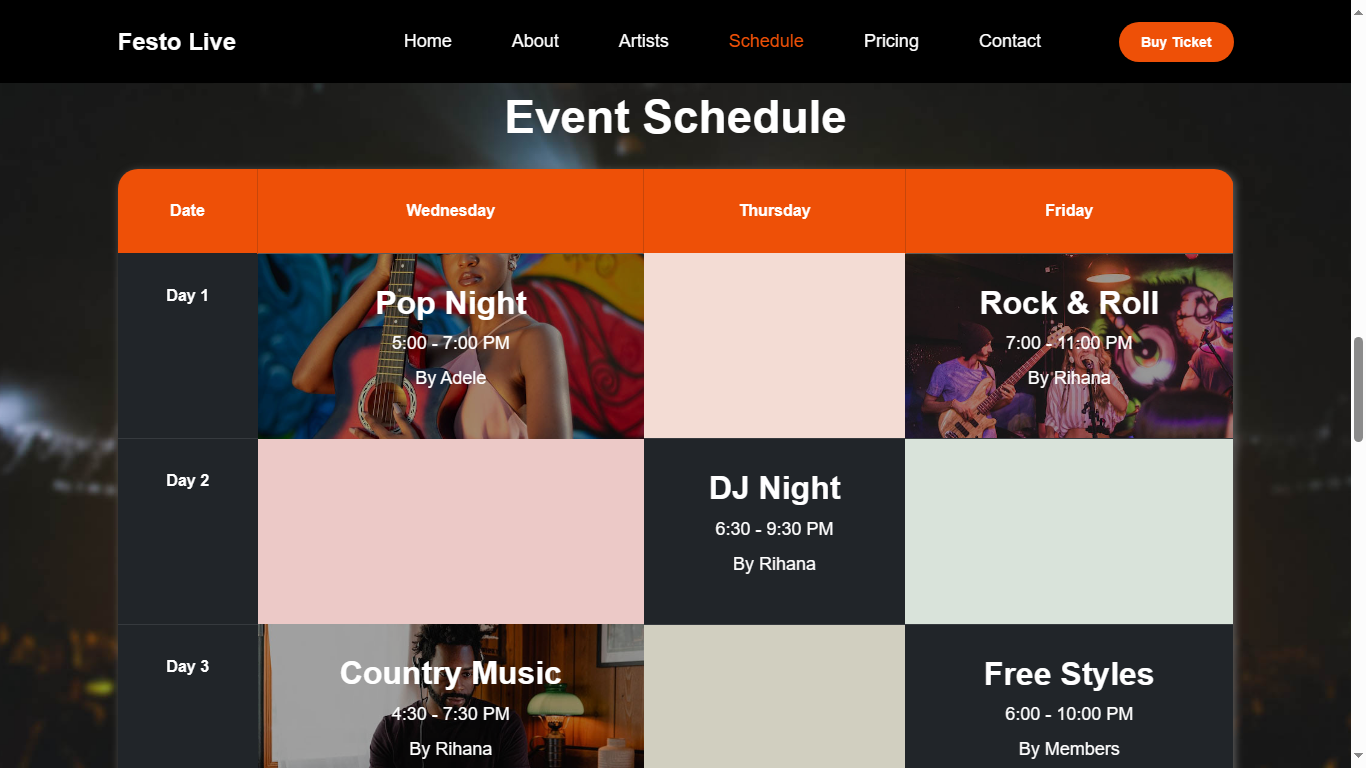 Festo Live
Home
About
Artists
Schedule
Pricing
Contact
Buy Ticket
Event Schedule
Date
Wednesday
Thursday
Friday
Day 1
Pop Night
5:00 - 7:00 PM
By Adele
Rock & Roll
7:00 - 11:00 PM
By Rihana
Day 2
DJ Night
6:30 - 9:30 PM
By Rihana
Day 3
Country Music
4:30 - 7:30 PM
By Rihana
Free Styles
6:00 - 10:00 PM
By Members